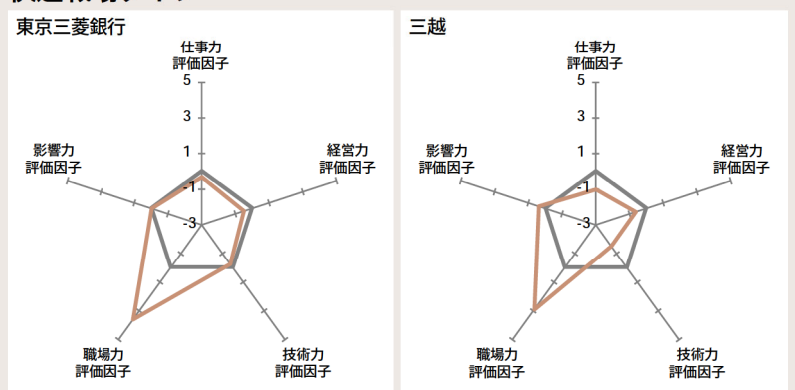 東京三菱銀行
仕事力
評価因子
5
3
1
-1
-3
経営力
評価因子
影響力
評価因子
職場力
評価因子
技術力
評価因子
三越
仕事力
評価因子
5
3
1
-1
-3
経営力
評価因子
影響力
評価因子
職場力
評価因子
技術力
評価因子